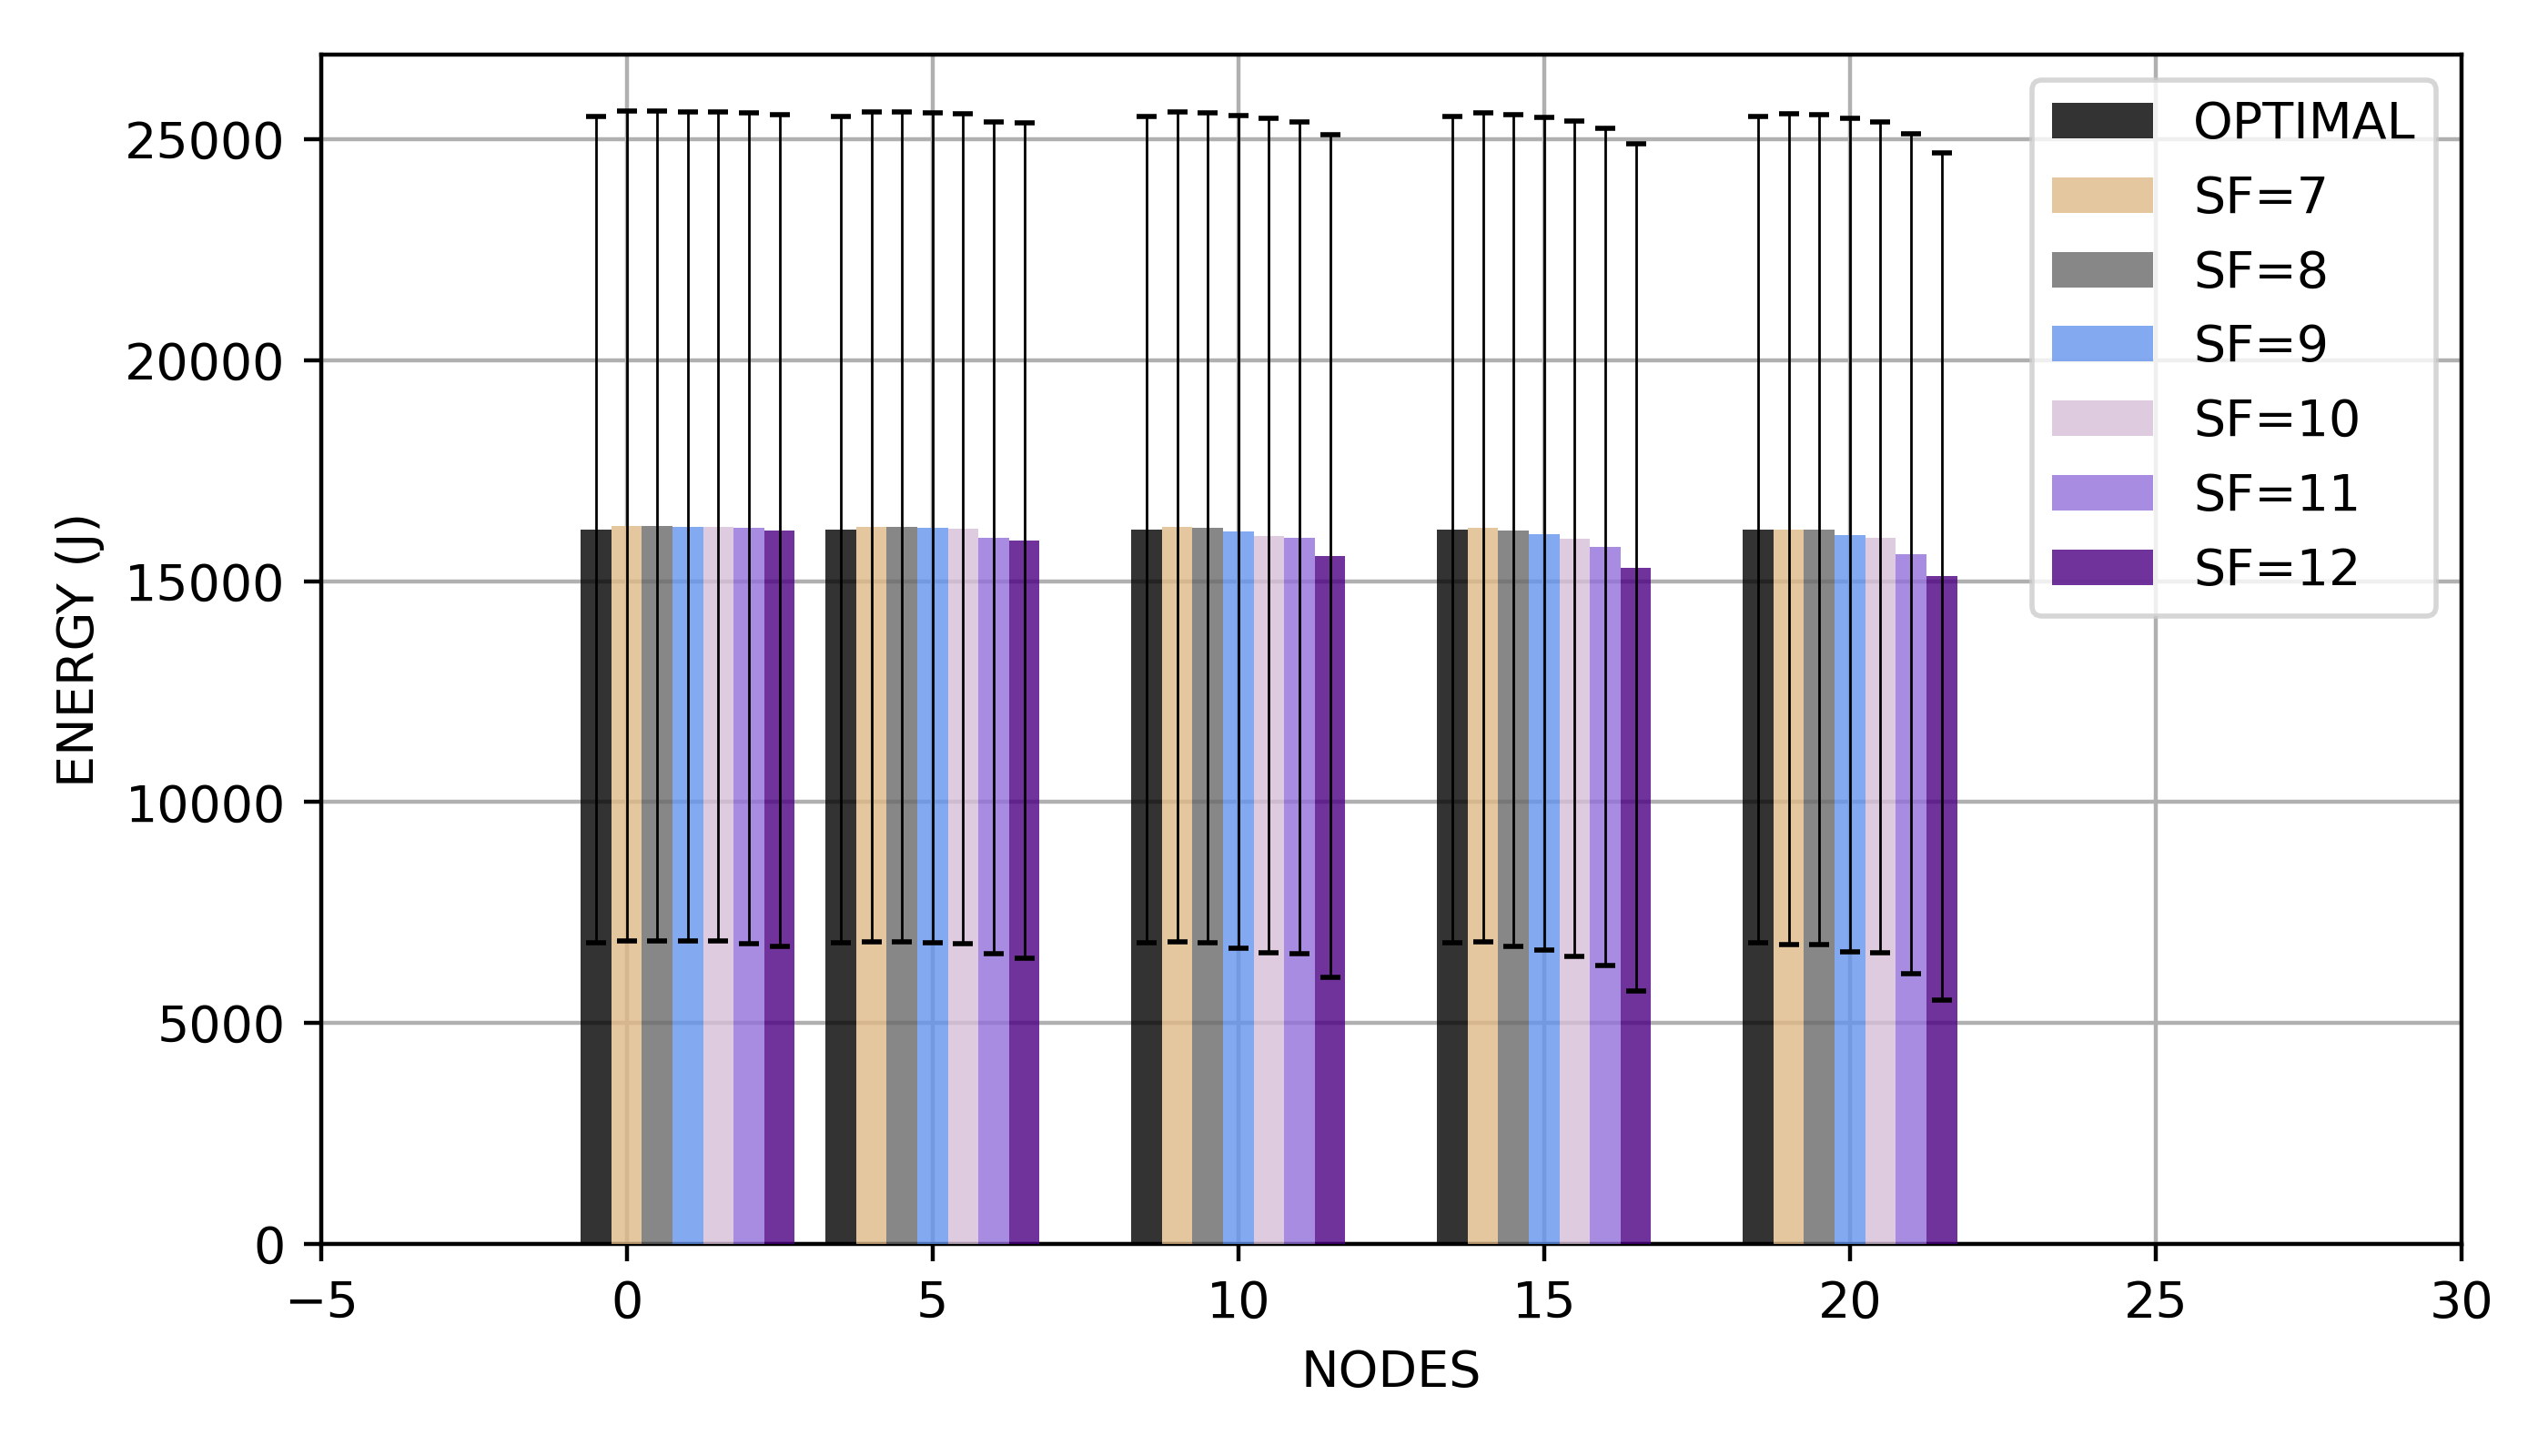 25000
20000
15000
10000
5000
0
ENERGY (J)
−5 0 5 10 15 20 25 30
NODES
OPTIMAL
SF=7
SF=8
SF=9
SF=10
SF=11
SF=12